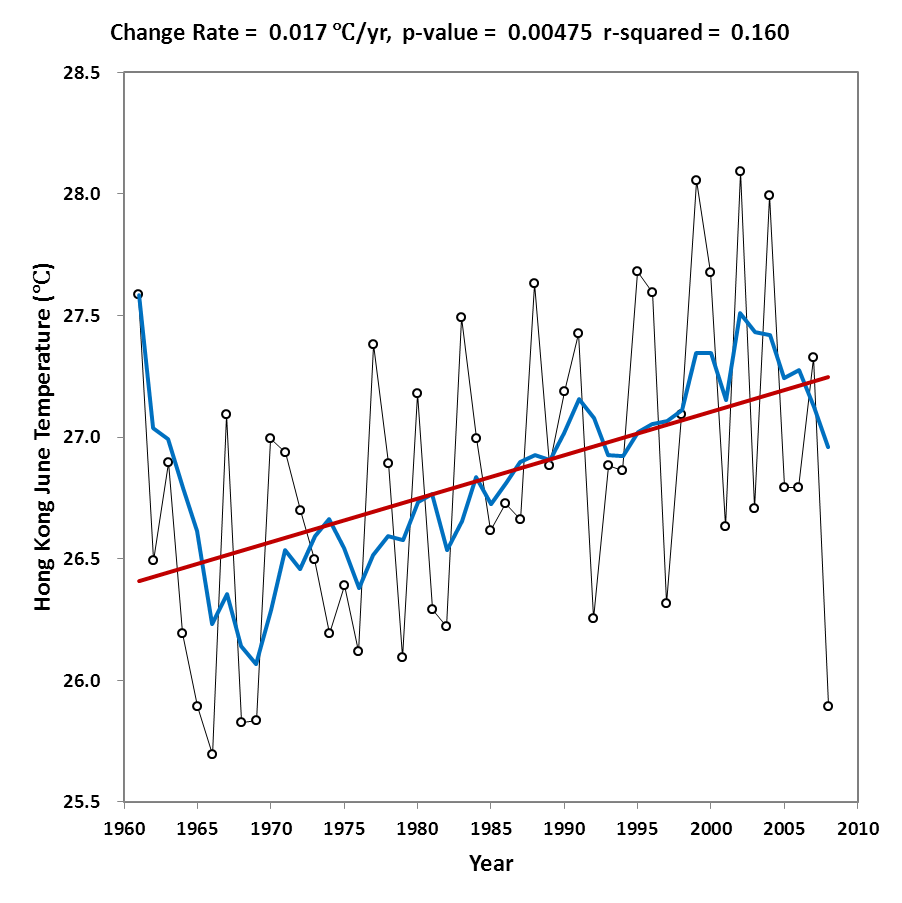 Change Rate = 0.017 ℃/yr, p-value = 0.00475 r-squared = 0.160
Hong Kong June Temperature (℃)
28.5
28.0
27.5
27.0
26.5
26.0
25.5
1960 1965 1970 1975 1980 1985 1990 1995 2000 2005 2010
Year